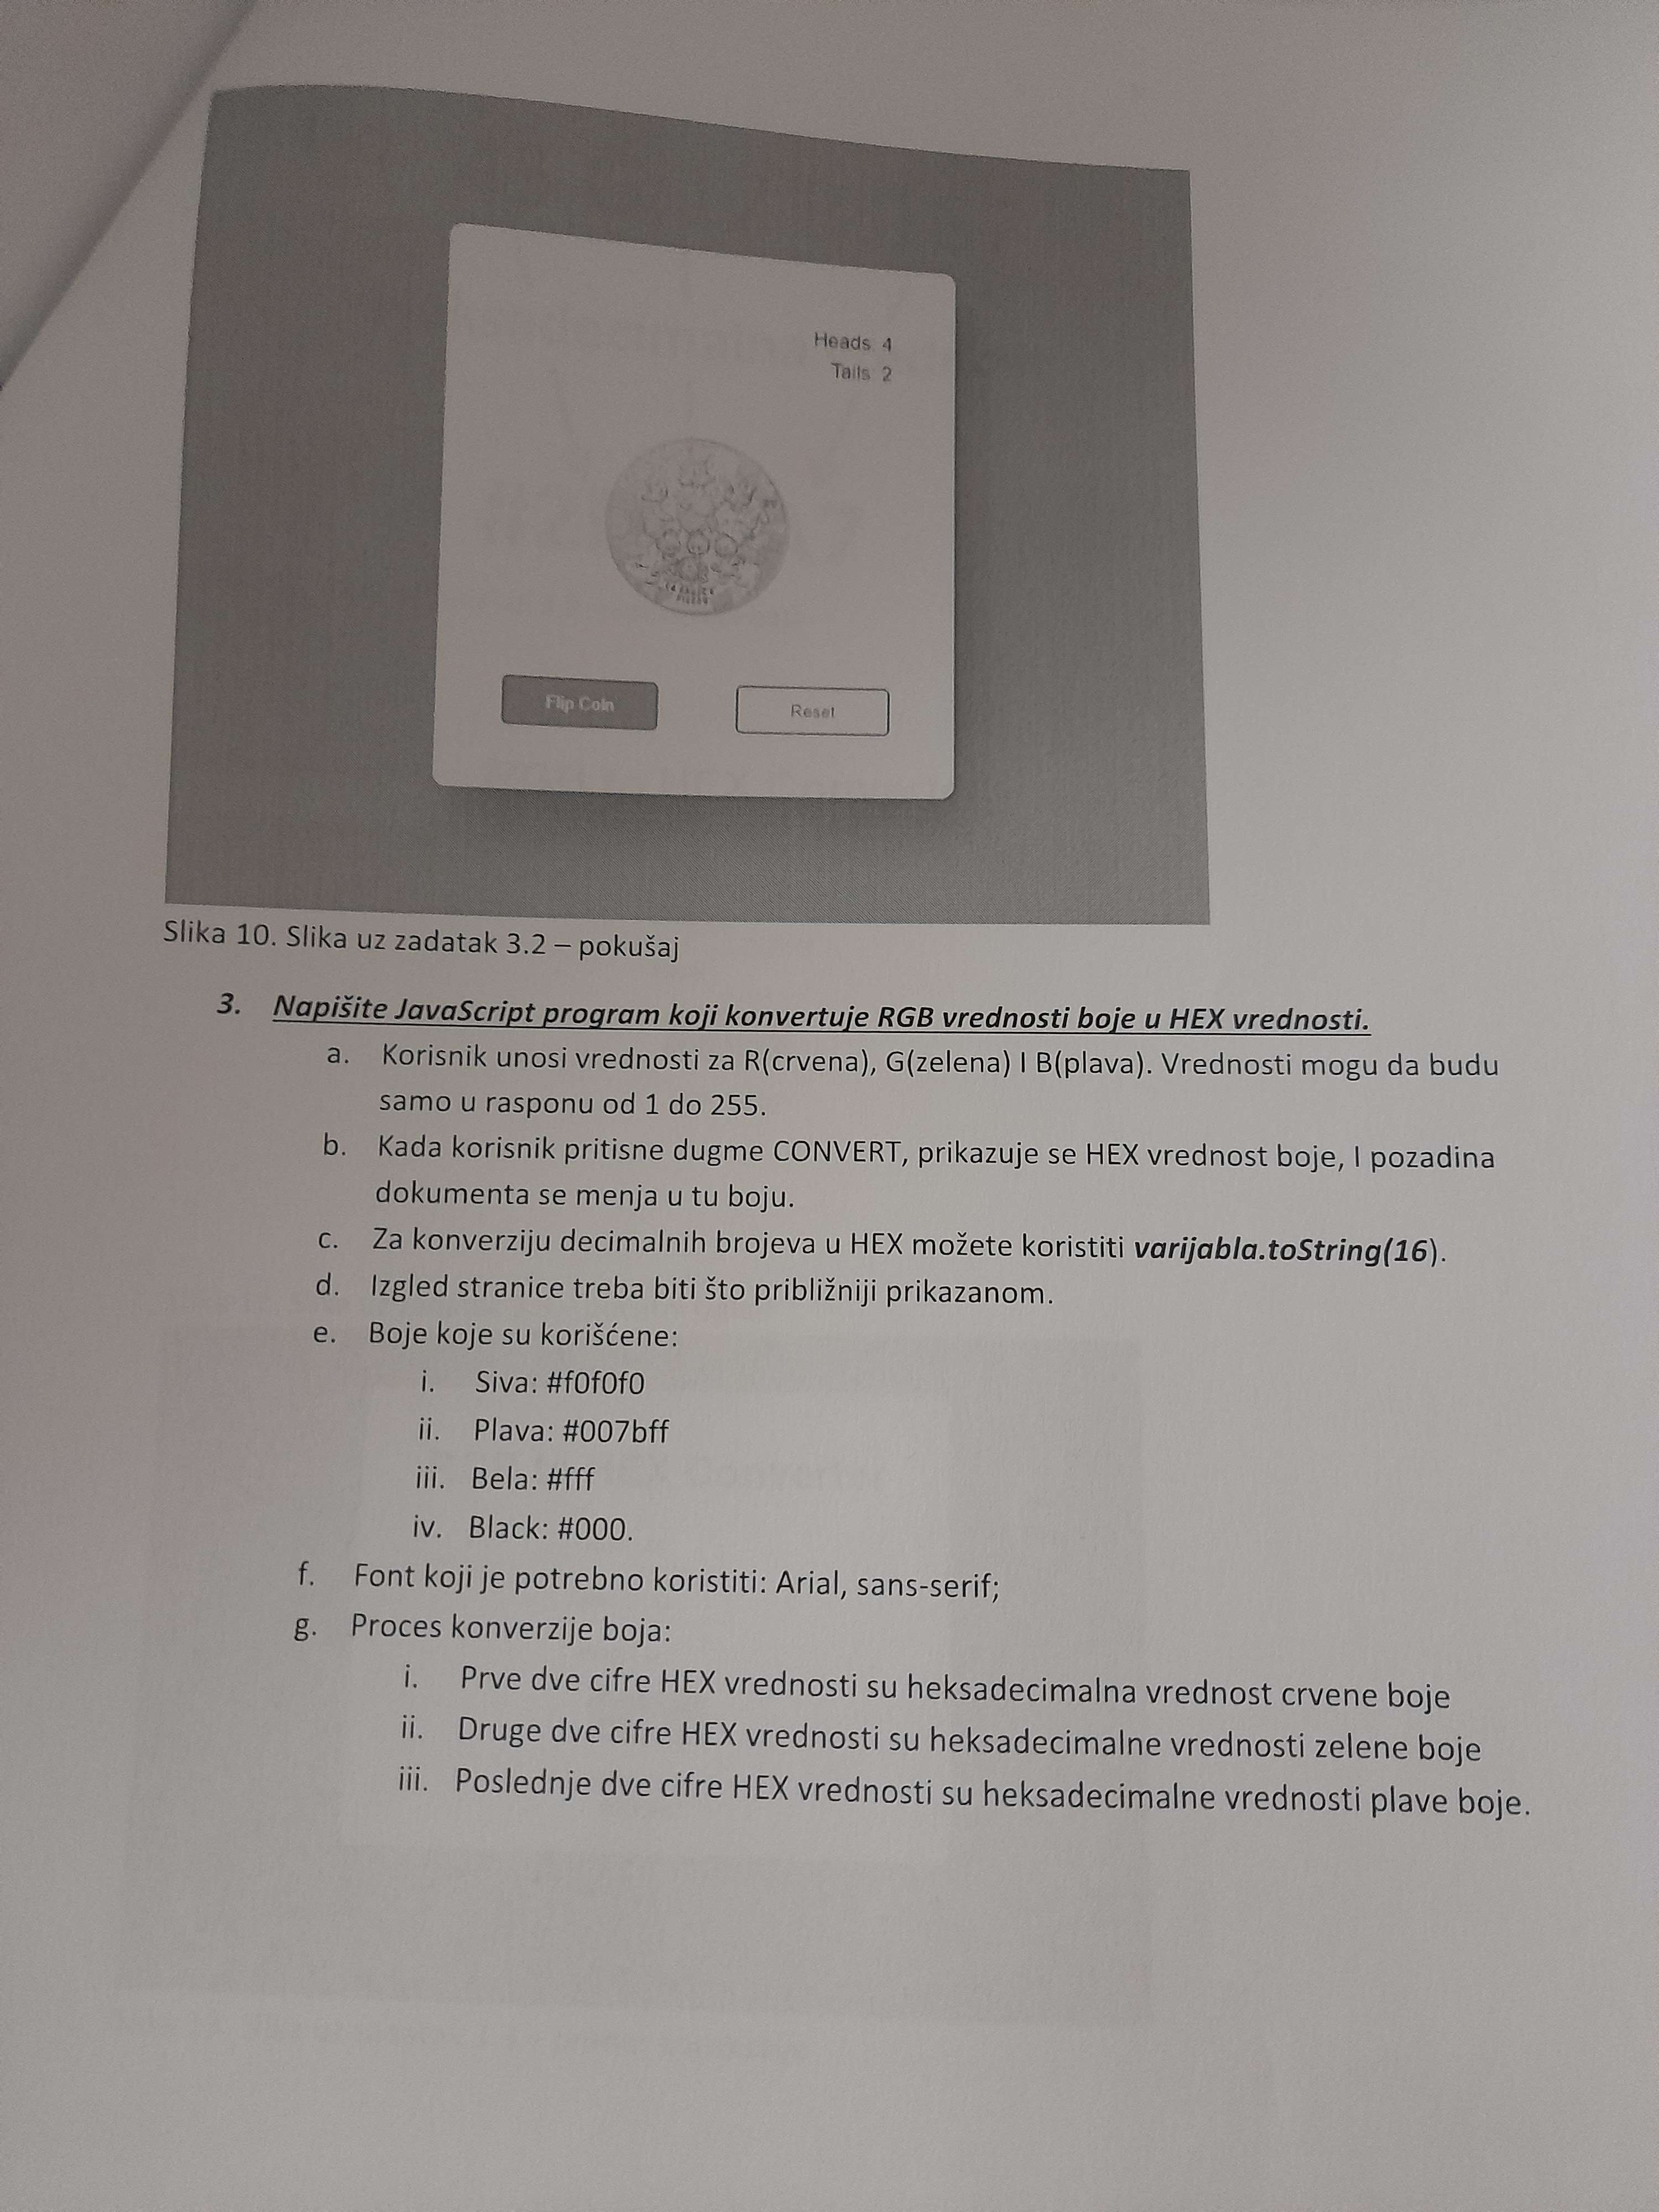 Heads 4
Tails 2
Flip Coin
Reset
Slika 10. Slika uz zadatak 3.2 – pokušaj
3. Napišite JavaScript program koji konvertuje RGB vrednosti boje u HEX vrednosti.
a. Korisnik unosi vrednosti za R(crvena), G(zelena) I B(plava). Vrednosti mogu da budu
samo u rasponu od 1 do 255.
b. Kada korisnik pritisne dugme CONVERT, prikazuje se HEX vrednost boje, I pozadina
dokumenta se menja u tu boju.
c. Za konverziju decimalnih brojeva u HEX možete koristiti varijabla.toString(16).
d. Izgled stranice treba biti što približniji prikazanom.
e. Boje koje su korišćene:
i. Siva: #f0f0f0
ii. Plava: #007bff
iii. Bela: #fff
iv. Black: #000.
f. Font koji je potrebno koristiti: Arial, sans-serif;
g. Proces konverzije boja:
i. Prve dve cifre HEX vrednosti su heksadecimalna vrednost crvene boje
ii. Druge dve cifre HEX vrednosti su heksadecimalne vrednosti zelene boje
iii. Poslednje dve cifre HEX vrednosti su heksadecimalne vrednosti plave boje.